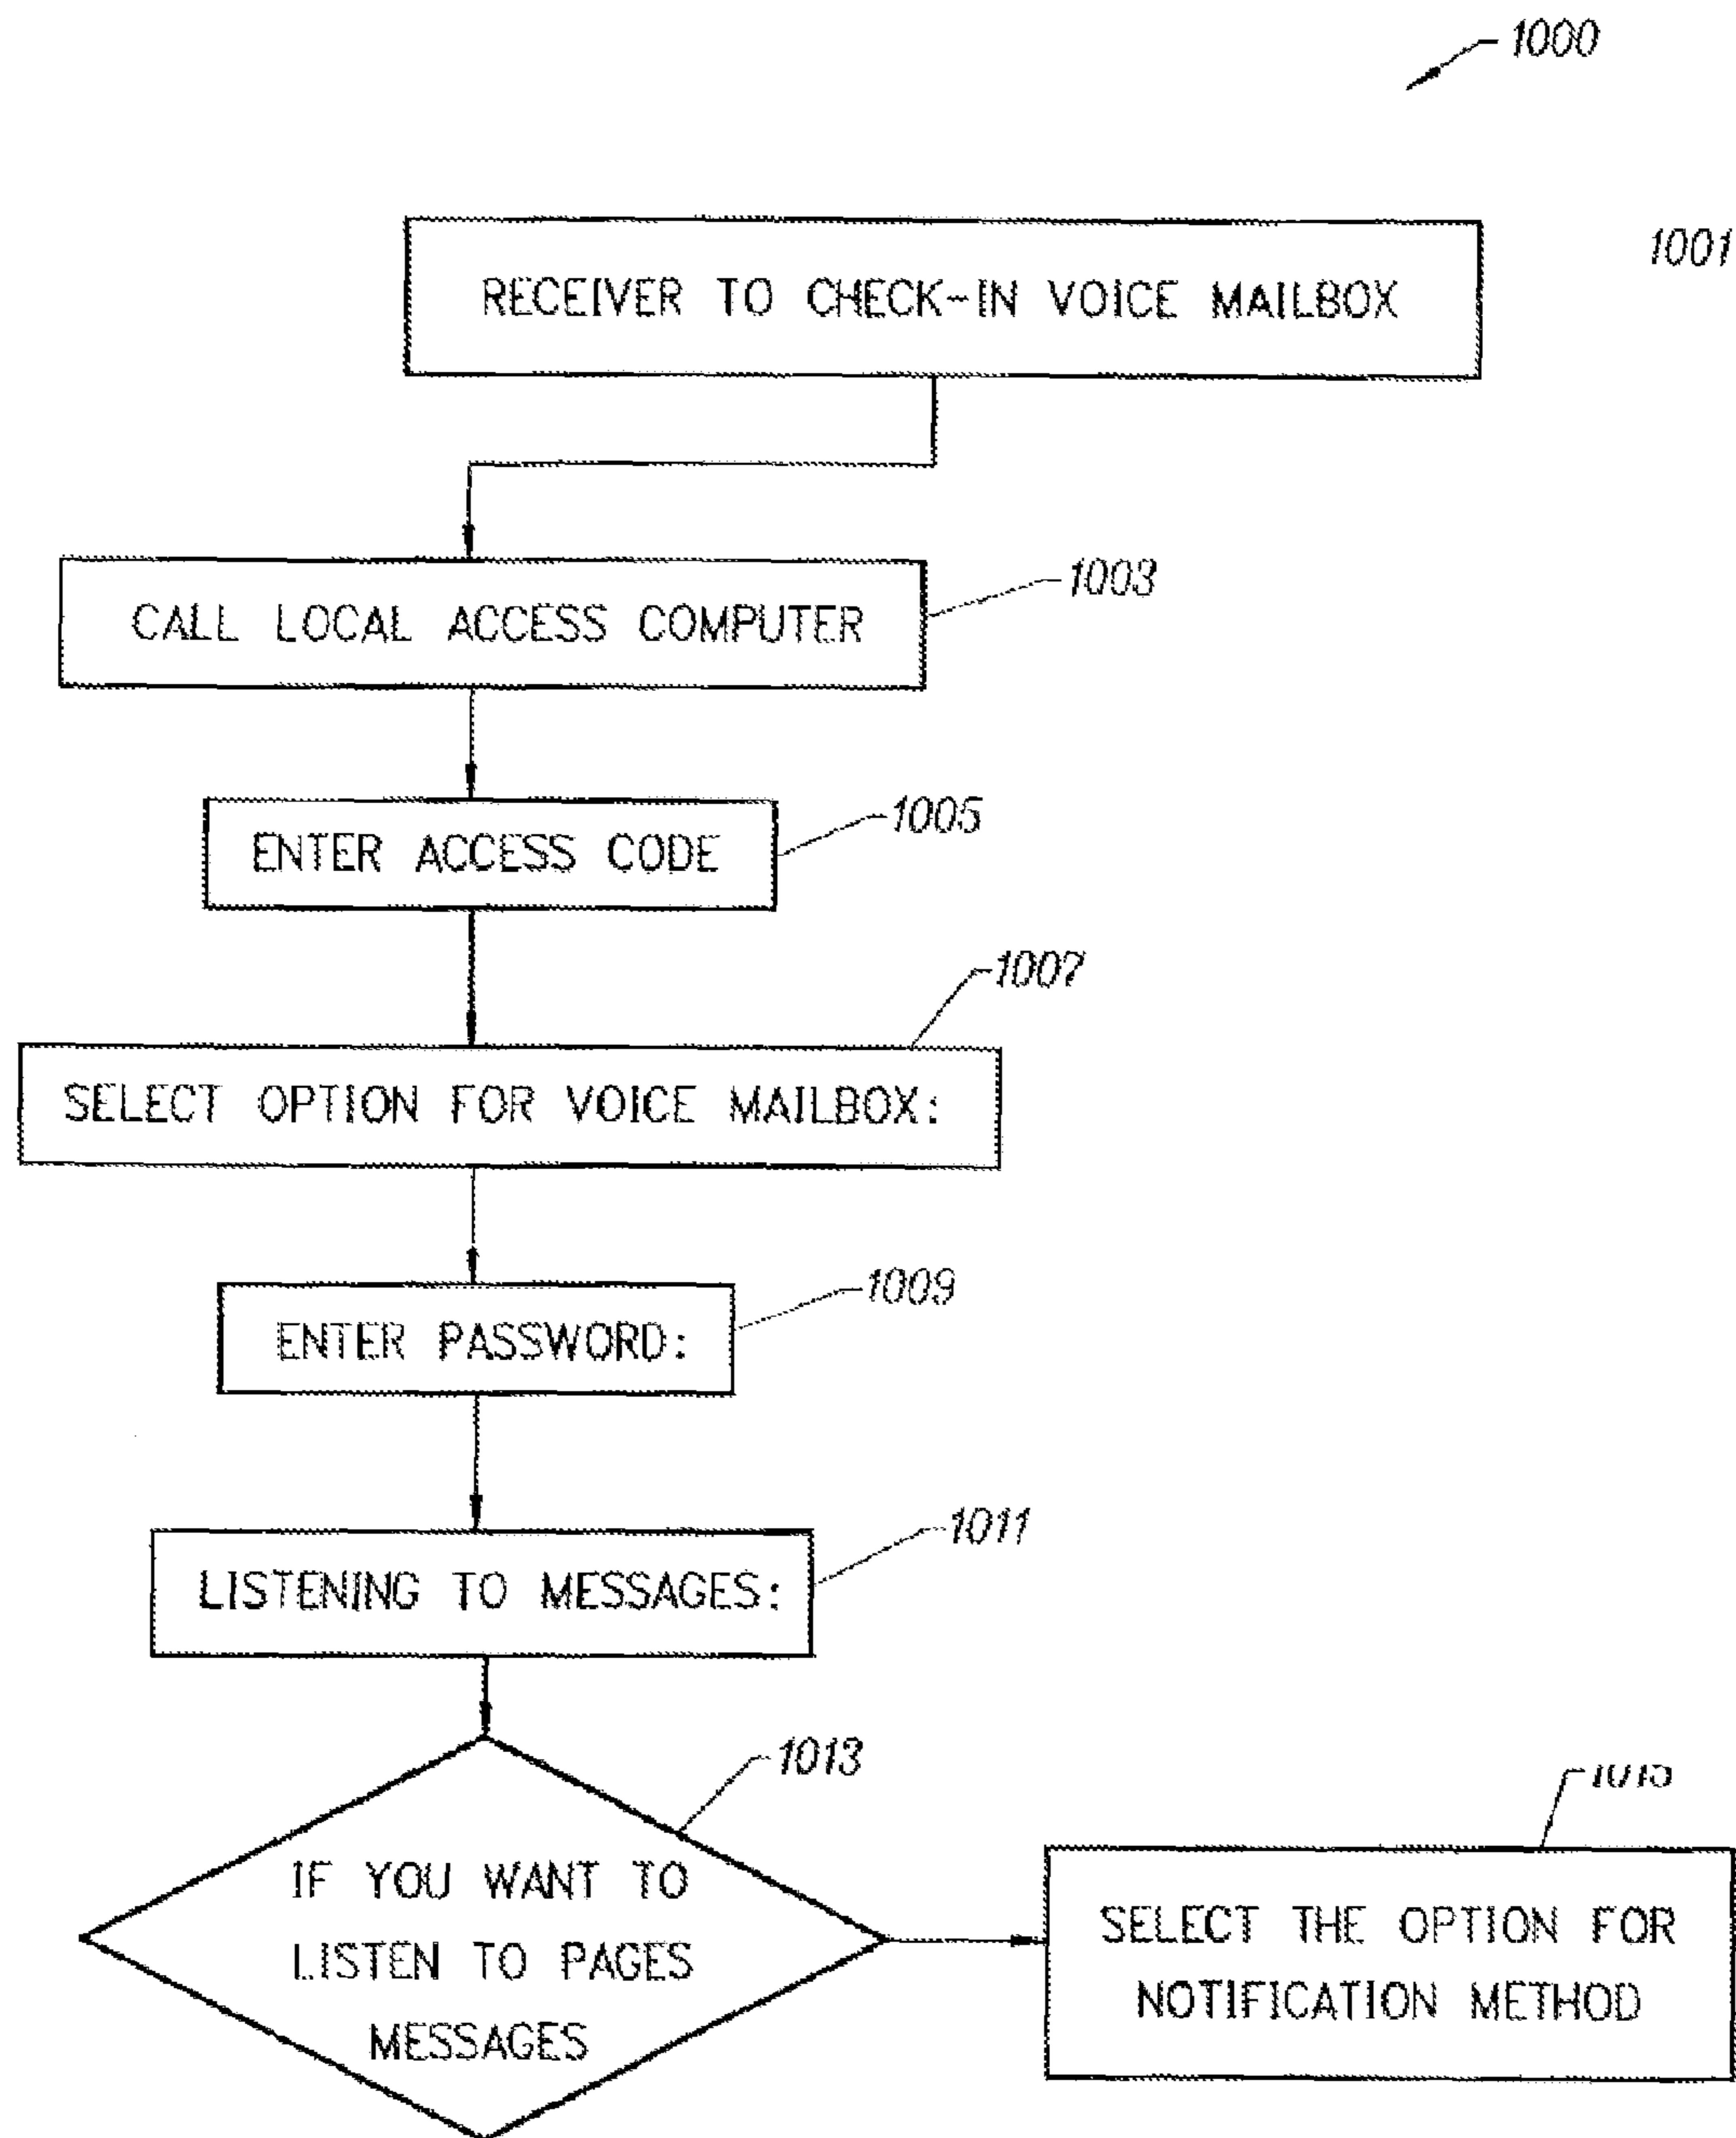 1000
1001
RECEIVER TO CHECK-IN VOICE MAILBOX
1003
CALL LOCAL ACCESS COMPUTER
1005
ENTER ACCESS CODE
1007
SELECT OPTION FOR VOICE MAILBOX:
1009
ENTER PASSWORD:
1011
LISTENING TO MESSAGES:
1013
IF YOU WANT TO
LISTEN TO PAGES
MESSAGES
SELECT THE OPTION FOR
NOTIFICATION METHOD